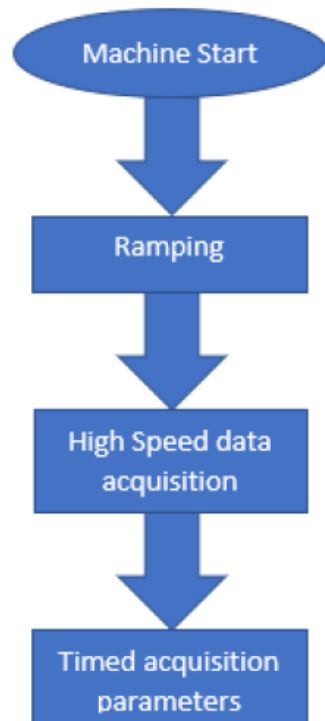 Machine Start
Ramping
High Speed data
acquisition
Timed acquisition
parameters